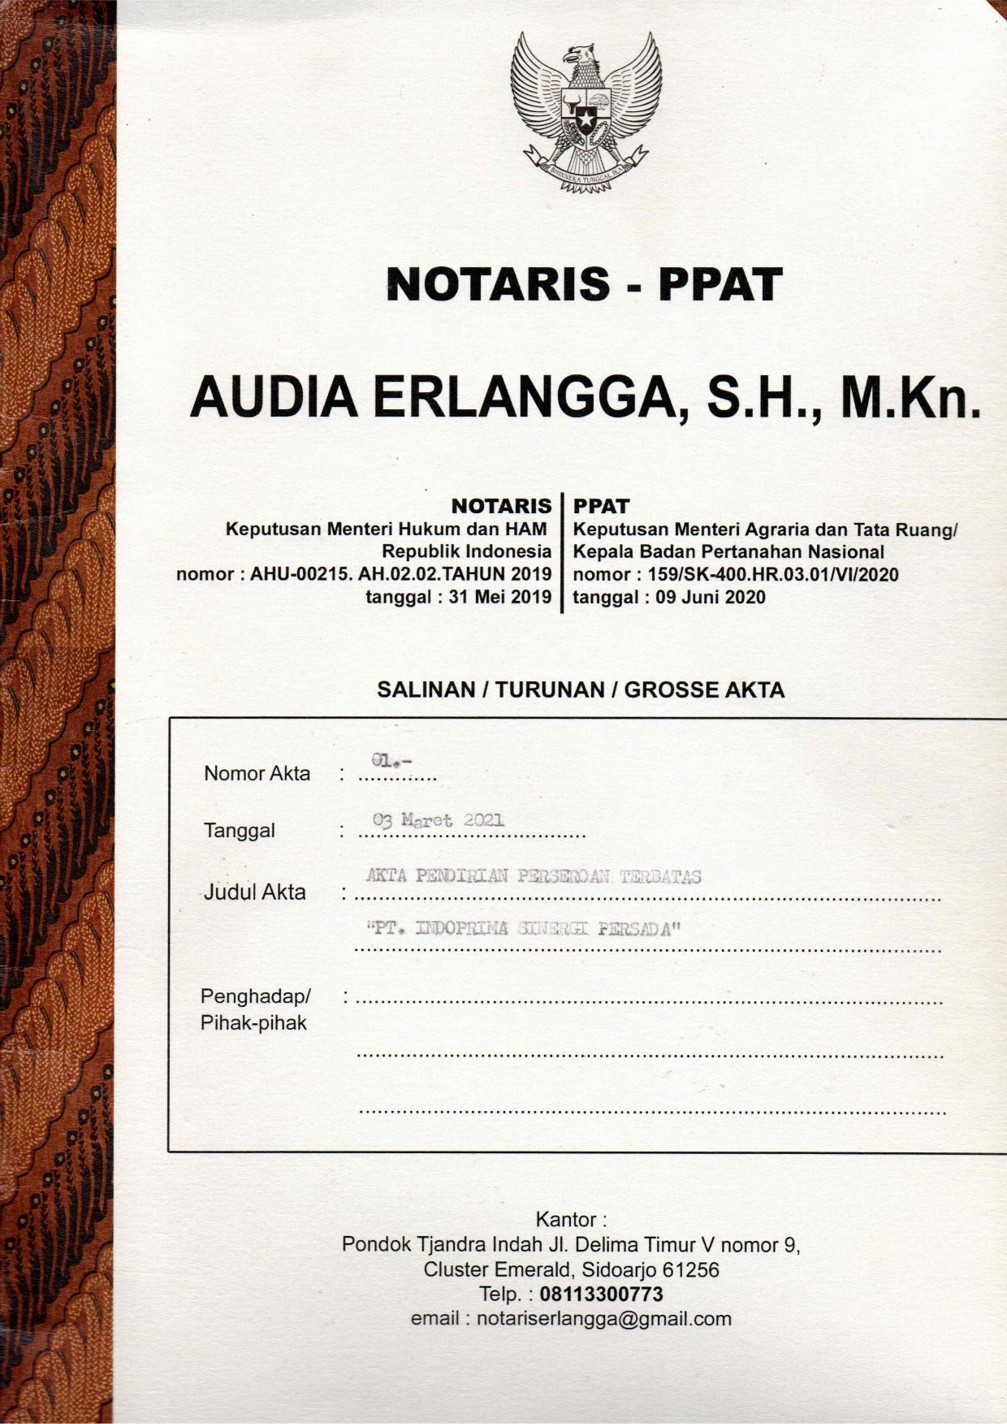 BHINNEKA TUNGGAL IKA
NOTARIS - PPAT
AUDIA ERLANGGA, S.H., M.Kn.
NOTARIS
Keputusan Menteri Hukum dan HAM
Republik Indonesia
nomor : AHU-00215. AH.02.02.TAHUN 2019
tanggal : 31 Mei 2019
PPAT
Keputusan Menteri Agraria dan Tata Ruang/
Kepala Badan Pertanahan Nasional
nomor : 159/SK-400.HR.03.01/VI/2020
tanggal : 09 Juni 2020
SALINAN / TURUNAN / GROSSE AKTA
Nomor Akta : 01.-
Tanggal : 03 Maret 2021
Judul Akta : AKTA PENDIRIAN PERSEROAN TERBATAS
"PT. INDOPRIMA SINERGI PERSADA"
Penghadap/ :
Pihak-pihak
Kantor :
Pondok Tjandra Indah Jl. Delima Timur V nomor 9,
Cluster Emerald, Sidoarjo 61256
Telp. : 08113300773
email : notariserlangga@gmail.com